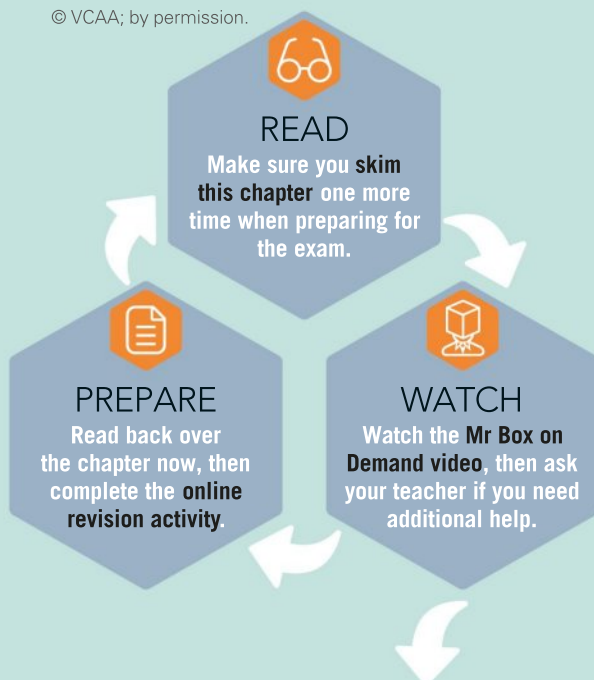 © VCAA; by permission.
READ
Make sure you skim
this chapter one more
time when preparing for
the exam.
PREPARE
Read back over
the chapter now, then
complete the online
revision activity.
WATCH
Watch the Mr Box on
Demand video, then ask
your teacher if you need
additional help.